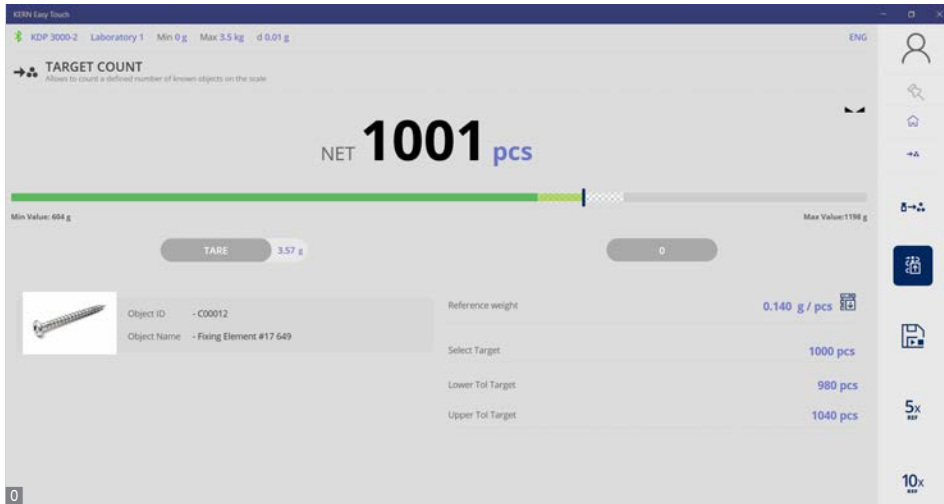 KERN Easy Touch
KDP 3000-2 Laboratory 1 Min 0 g Max 3.5 kg d 0.01 g ENG
TARGET COUNT
Allows to count a defined number of known objects on the scale
NET 1001 pcs
Min Value: 604 g Max Value:1198 g
TARE 3.57 g 0
Object ID - C00012
Object Name - Fixing Element #17 649
Reference weight 0.140 g / pcs
Select Target 1000 pcs
Lower Tol Target 980 pcs
Upper Tol Target 1040 pcs
5x
REF
10x
REF
0